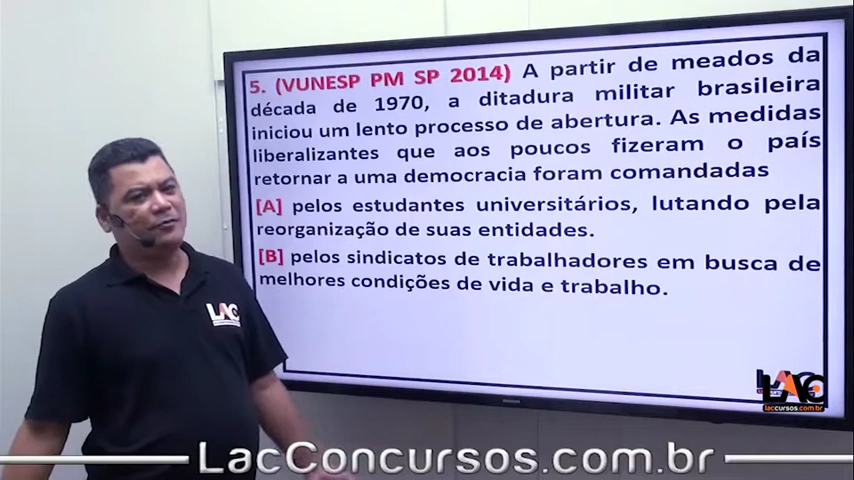 5. (VUNESP PM SP 2014) A partir de meados da
década de 1970, a ditadura militar brasileira
iniciou um lento processo de abertura. As medidas
liberalizantes que aos poucos fizeram o país
retornar a uma democracia foram comandadas
[A] pelos estudantes universitários, lutando pela
reorganização de suas entidades.
[B] pelos sindicatos de trabalhadores em busca de
melhores condições de vida e trabalho.
LAC
LAC
laccursos.com.br
LacConcursos.com.br